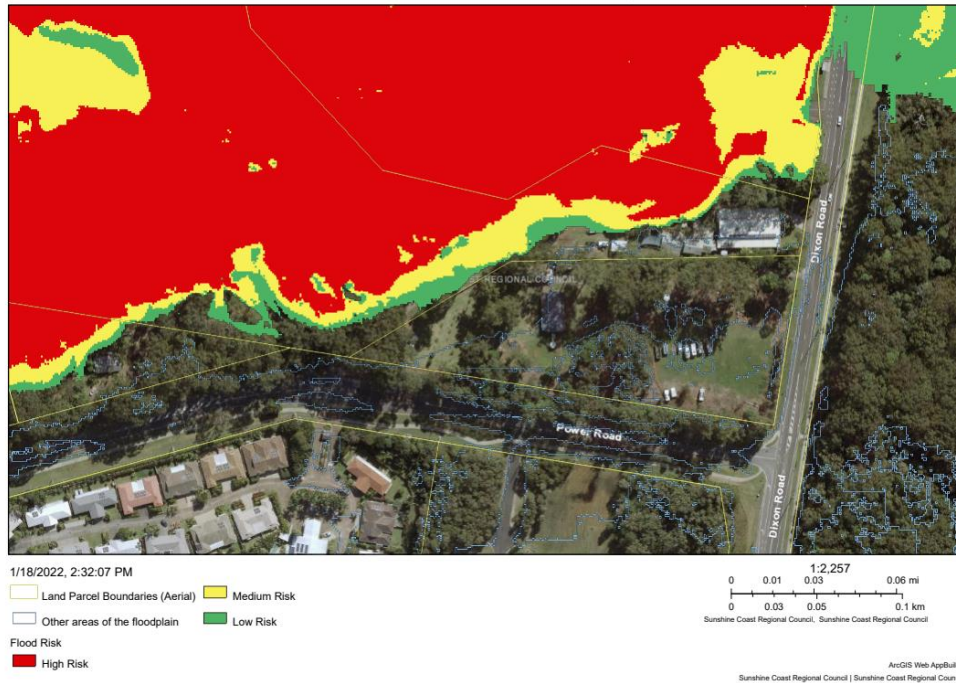 Dixon Road
REGIONAL COUNCIL
Power Road
Dixon Road
1/18/2022, 2:32:07 PM
Land Parcel Boundaries (Aerial)
Other areas of the floodplain
Flood Risk
High Risk
Medium Risk
Low Risk
1:2,257
0 0.01 0.03 0.06 mi
0 0.03 0.05 0.1 km
Sunshine Coast Regional Council, Sunshine Coast Regional Council
ArcGIS Web AppBuil
Sunshine Coast Regional Council | Sunshine Coast Regional Coun